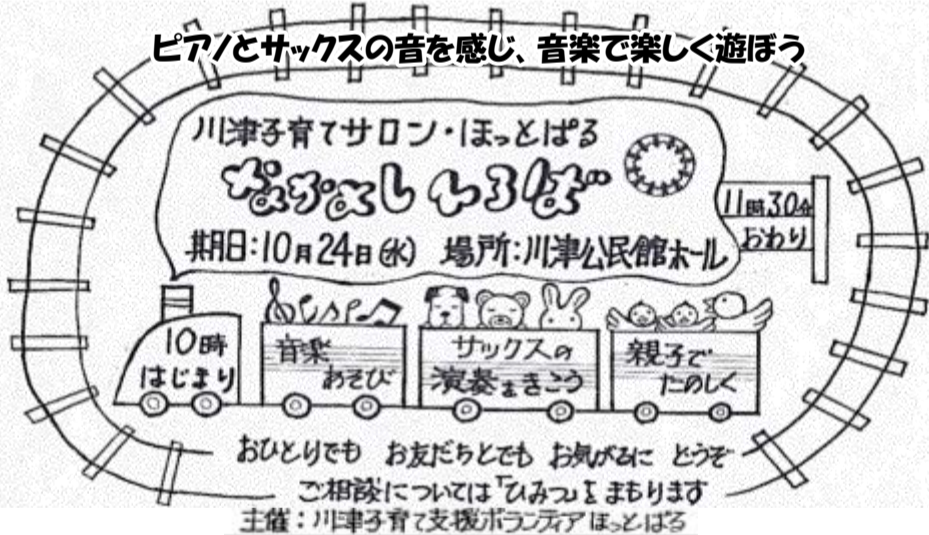 ピアノとサックスの音を感じ、音楽で楽しく遊ぼう
川津子育てサロン・ほっとぱる
なかよしひろば
期日:10月24日(水) 場所:川津公民館ホール
11時30分
おわり
10時
はじまり
音楽
あそび
サックスの
演奏をきこう
親子で
たのしく
おひとりでも お友だちとでも お気がるに どうぞ
ご相談については「ひみつ」をまもります
主催:川津子育て支援ボランティアほっとぱる